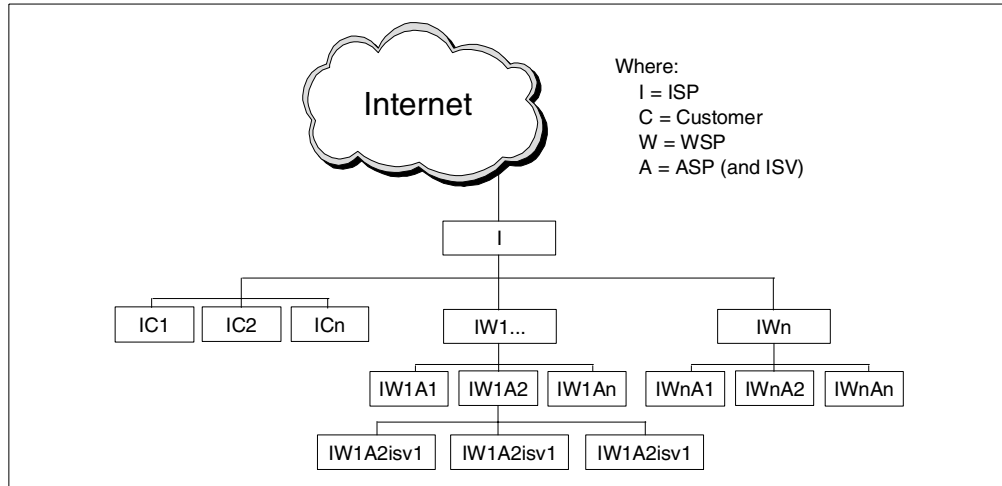 Internet
Where:
I = ISP
C = Customer
W = WSP
A = ASP (and ISV)
I
IC1 IC2 ICn IW1... IWn
IW1A1 IW1A2 IW1An IWnA1 IWnA2 IWnAn
IW1A2isv1 IW1A2isv1 IW1A2isv1